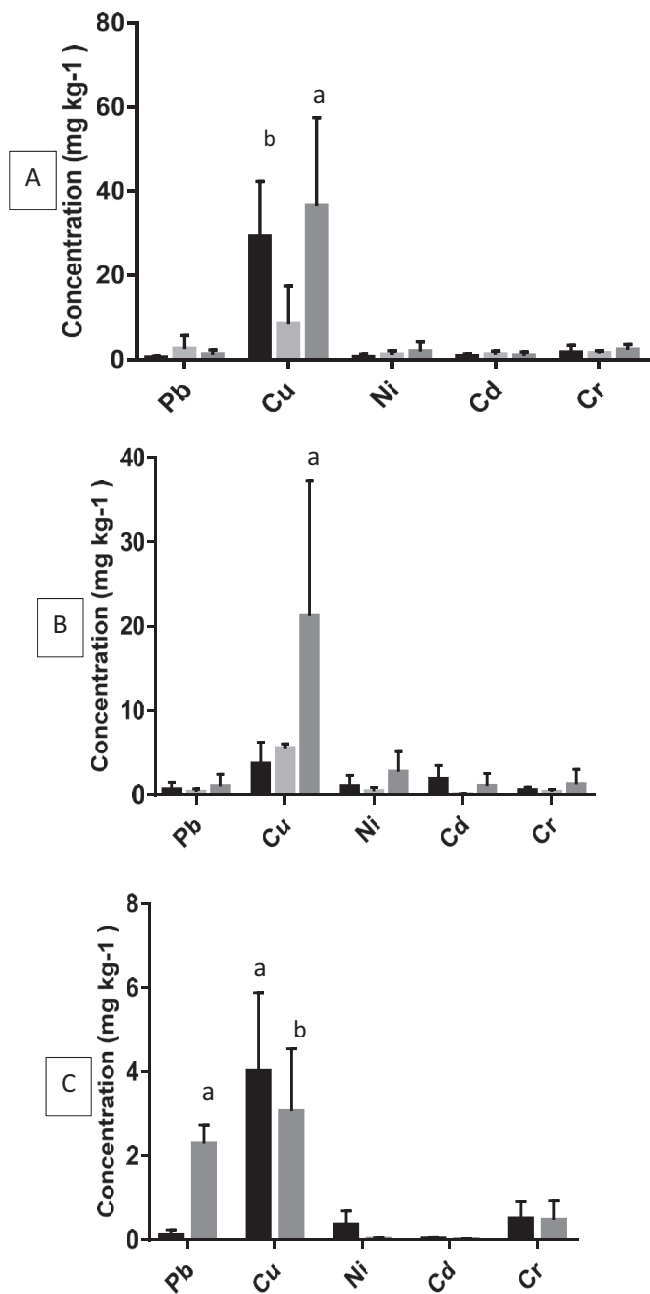 A
Concentration (mg kg-1 )
80
60
40
20
0
b
a
Pb
Cu
Ni
Cd
Cr
B
Concentration (mg kg-1 )
40
30
20
10
0
a
Pb
Cu
Ni
Cd
Cr
C
Concentration (mg kg-1 )
8
6
4
2
0
a
a
b
Pb
Cu
Ni
Cd
Cr